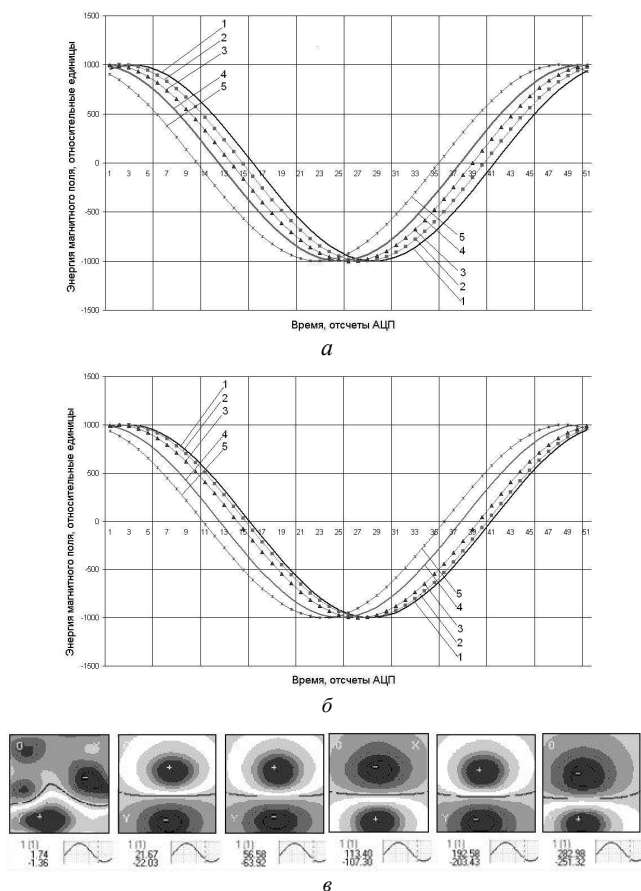 1500
1000
500
0
-500
-1000
-1500
Энергия магнитного поля, относительные единицы
1
2
3
4
5
1 3 5 7 9 11 13 15 17 19 21 23 25 27 29 31 33 35 37 39 41 43 45 47 49 51
5
4
3
2
1
Время, отсчеты АЦП
а
1500
1000
500
0
-500
-1000
-1500
Энергия магнитного поля, относительные единицы
1
2
3
4
5
1 3 5 7 9 11 13 15 17 19 21 23 25 27 29 31 33 35 37 39 41 43 45 47 49 51
5
4
3
2
1
Время, отсчеты АЦП
б
0 X + 0 X + 0
- + + - + -
+ Y - - + Y - +
1 [1] 1 [1] 1 [1] 1 [1] 1 [1] 1 [1]
1.74 21.67 56.58 113.40 192.58 282.98
-1.36 -22.03 -63.92 -107.30 -203.43 -251.32
в